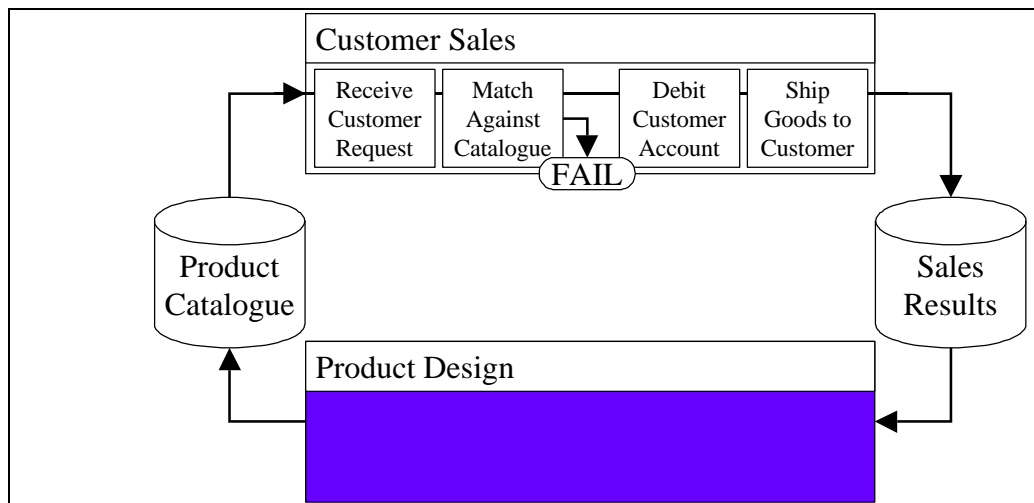 Customer Sales
Receive
Customer
Request
Match
Against
Catalogue
Debit
Customer
Account
Ship
Goods to
Customer
FAIL
Product
Catalogue
Sales
Results
Product Design